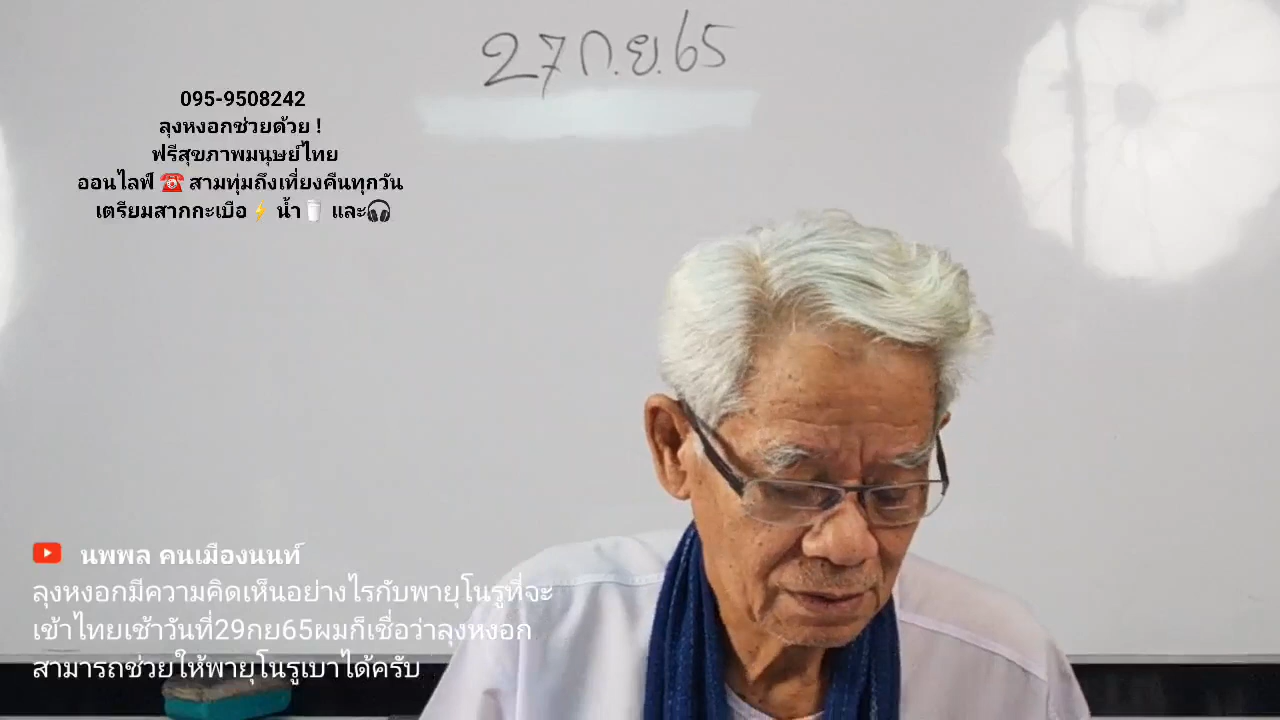 27 ก.ย.65
095-9508242
ลุงหงอกช่วยด้วย !
ฟรีสุขภาพมนุษย์ไทย
ออนไลฟ์ ☎️ สามทุ่มถึงเที่ยงคืนทุกวัน
เตรียมสากกะเบือ⚡ น้ำ🥛 และ🎧
นพพล คนเมืองนนท์
ลุงหงอกมีความคิดเห็นอย่างไรกับพายุโนรูที่จะ
เข้าไทยเช้าวันที่29กย65ผมก็เชื่อว่าลุงหงอก
สามารถช่วยให้พายุโนรูเบาได้ครับ